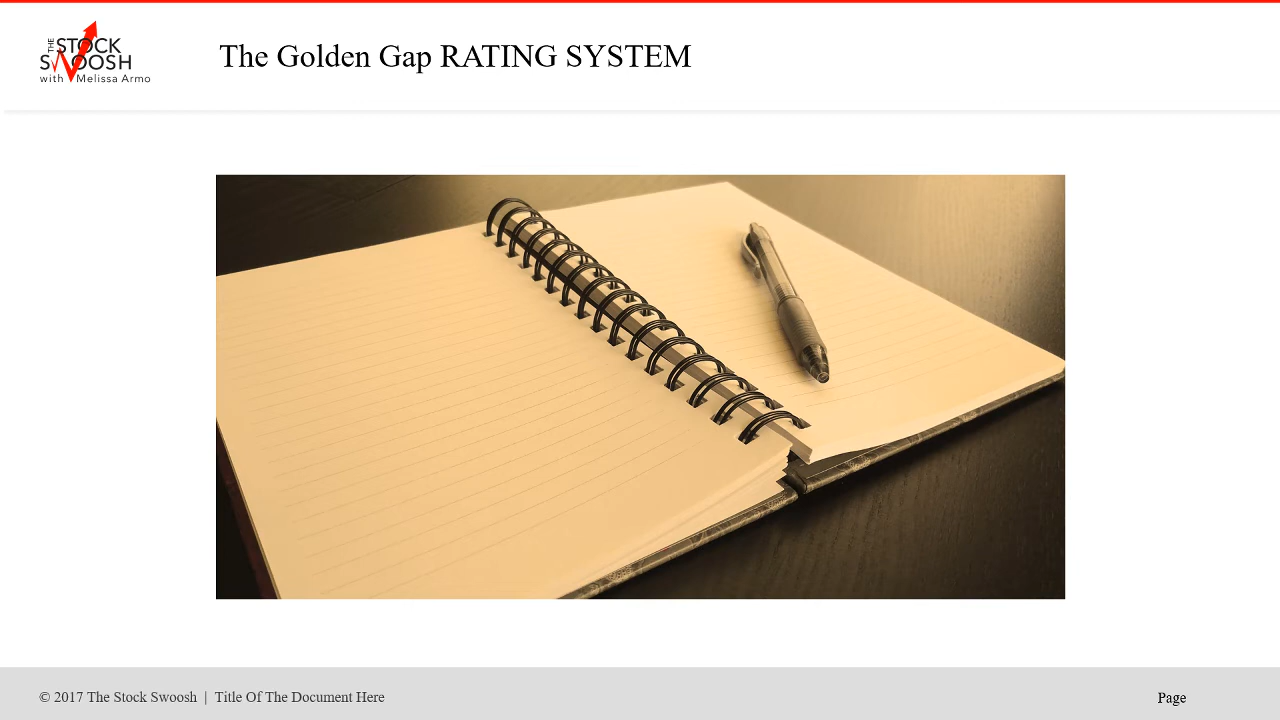 THE
STOCK
SWOOSH
with Melissa Armo
The Golden Gap RATING SYSTEM
© 2017 The Stock Swoosh | Title Of The Document Here
Page